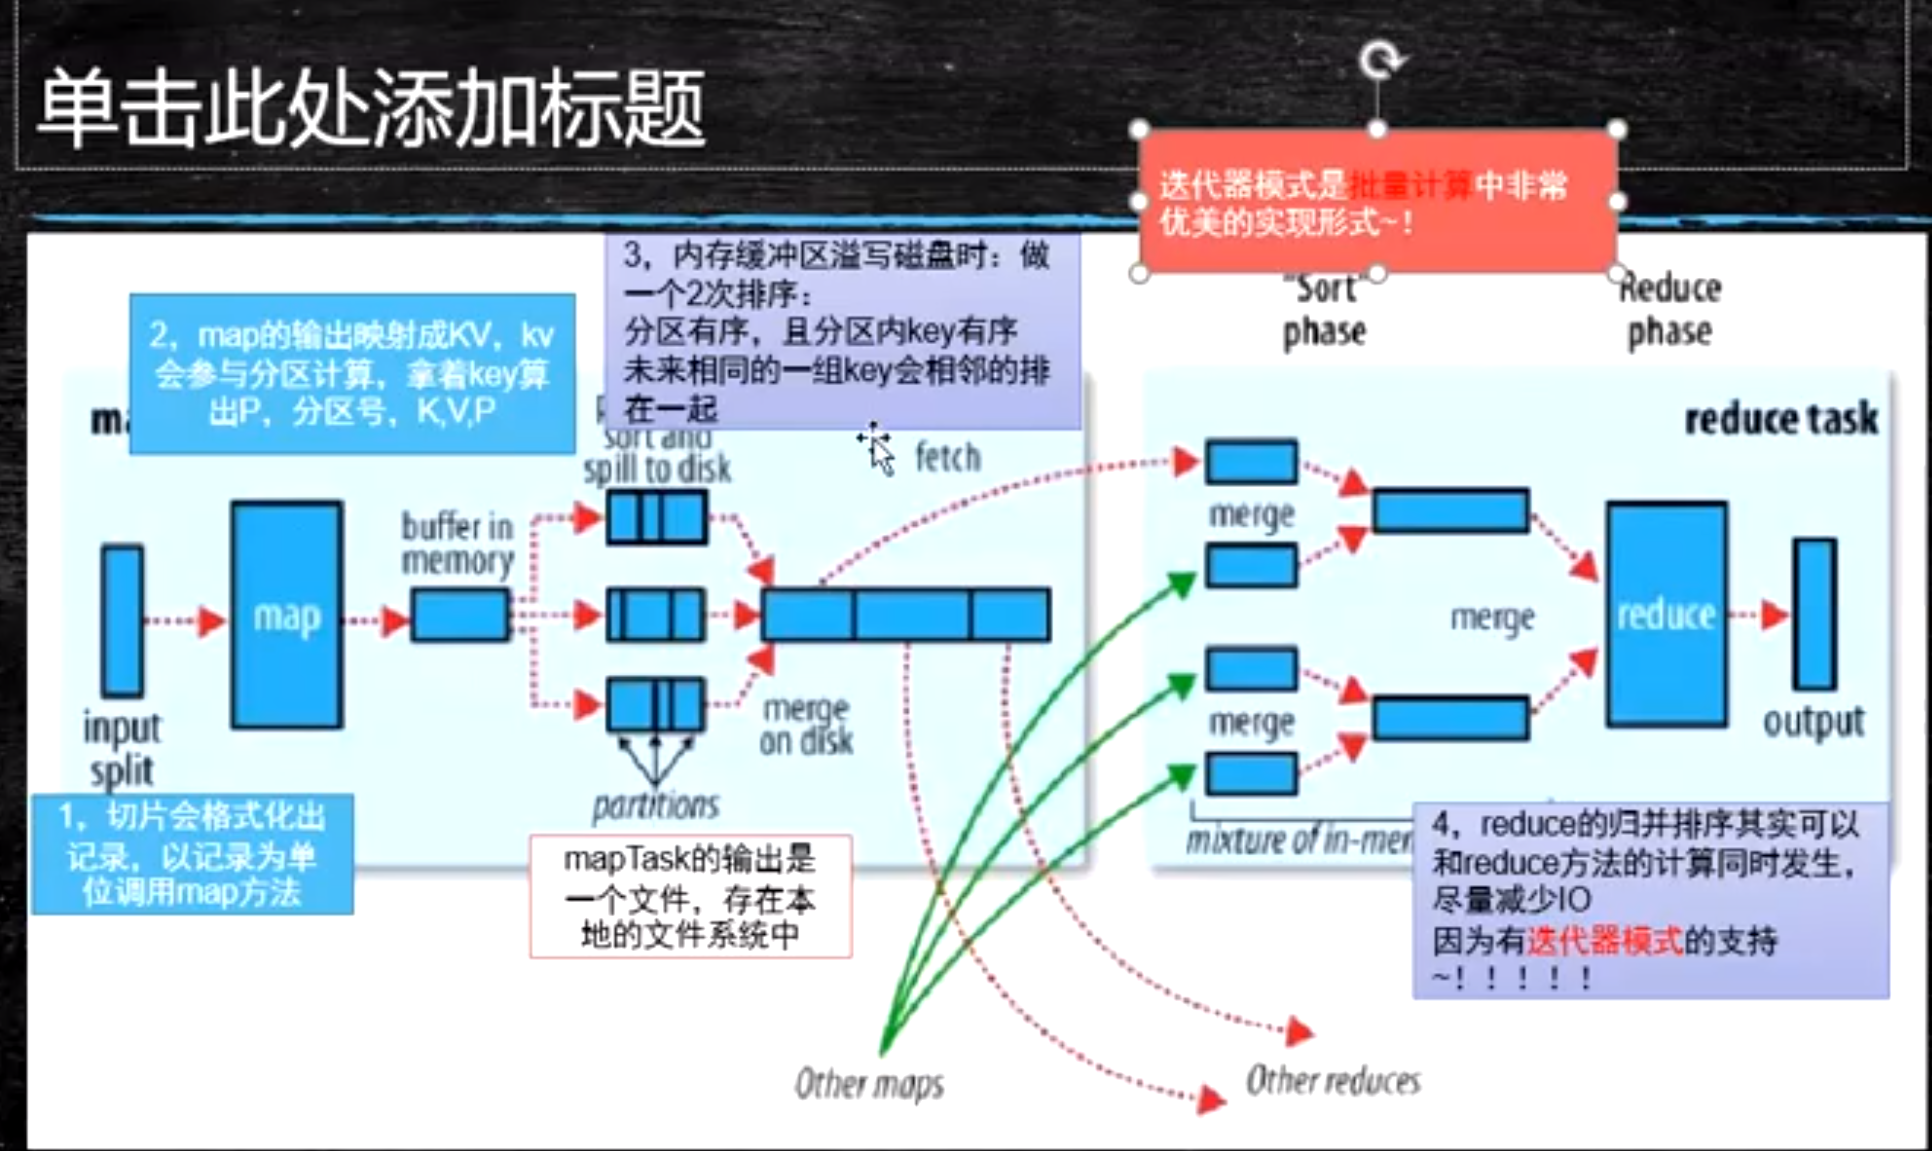 单击此处添加标题
迭代器模式是批量计算中非常
优美的实现形式~！
3，内存缓冲区溢写磁盘时：做
一个2次排序：
分区有序，且分区内key有序
未来相同的一组key会相邻的排
在一起
2，map的输出映射成KV，kv
会参与分区计算，拿着key算
出P，分区号，K,V,P
"Sort"
phase
Reduce
phase
reduce task
sort and
spill to disk
fetch
buffer in
memory
map
input
split
merge
on disk
partitions
merge
merge
merge
reduce
output
mixture of
1，切片会格式化出
记录，以记录为单
位调用map方法
mapTask的输出是
一个文件，存在本
地的文件系统中
4，reduce的归并排序其实可以
和reduce方法的计算同时发生，
尽量减少IO
因为有迭代器模式的支持
~！！！！！
Other maps
Other reduces